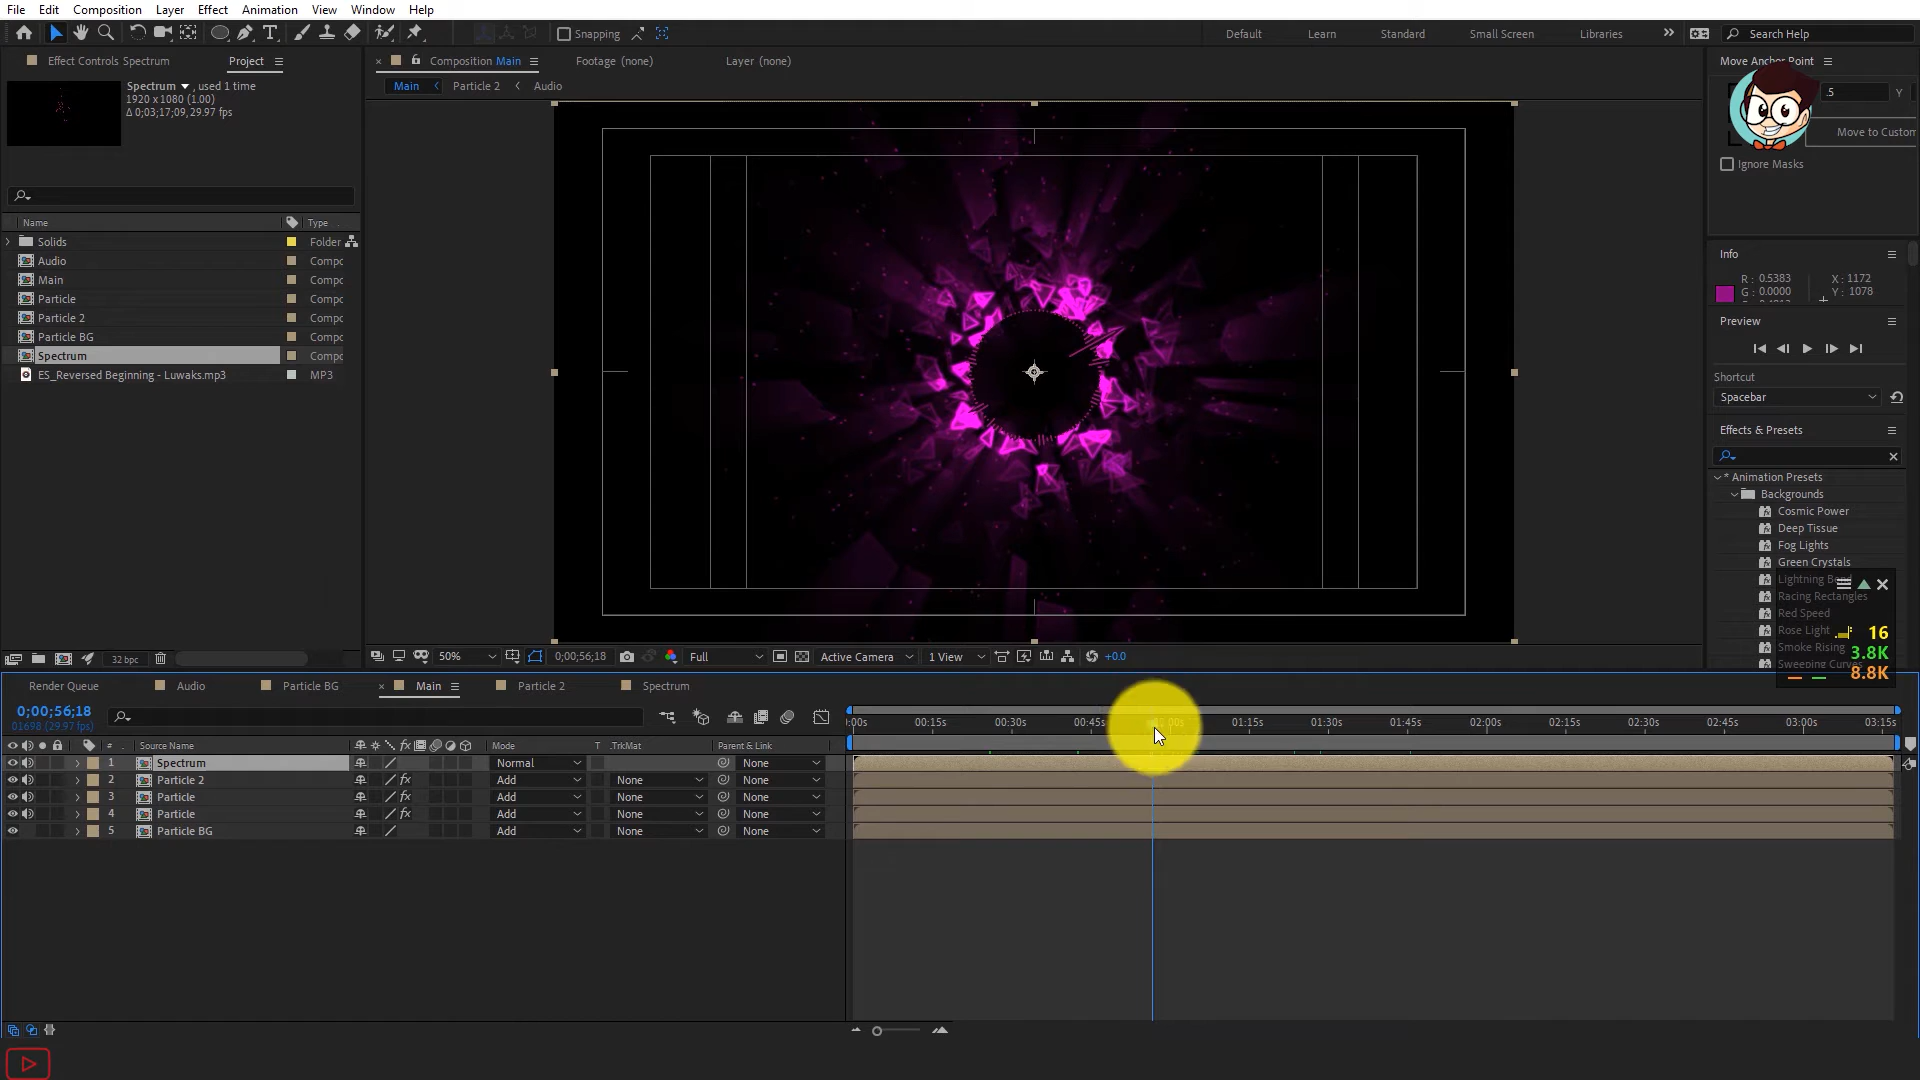 File Edit Composition Layer Effect Animation View Window Help
Snapping
Default Learn Standard Small Screen Libraries Search Help
Effect Controls Spectrum Project
Spectrum , used 1 time
1920 x 1080 (1.00)
Δ 0;03;17;09, 29.97 fps
Composition Main
Footage (none)
Layer (none)
Main Particle 2 Audio
Move Anchor Point
.5 Y
Move to Custom
Ignore Masks
Name Type
Solids Folder
Audio Compo
Main Compo
Particle Compo
Particle 2 Compo
Particle BG Compo
Spectrum Compo
ES_Reversed Beginning - Luwaks.mp3 MP3
Info
R : 0.5383
G : 0.0000
X : 1172
Y : 1078
Preview
Shortcut
Spacebar
Effects & Presets
* Animation Presets
Backgrounds
Cosmic Power
Deep Tissue
Fog Lights
Green Crystals
Racing Rectangles
Red Speed
Rose Light
Smoke Rising
16
3.8K
8.8K
32 bpc
50% 0;00;56;18 Full Active Camera 1 View +0.0
Render Queue Audio Particle BG Main Particle 2 Spectrum
0;00;56;18
01698 (29.97 fps)
:00s 00:15s 00:30s 00:45s 01:15s 01:30s 01:45s 02:00s 02:15s 02:30s 02:45s 03:00s 03:15s
# Source Name fx Mode T .TrkMat Parent & Link
1 Spectrum Normal None
2 Particle 2 fx Add None None
3 Particle fx Add None None
4 Particle fx Add None None
5 Particle BG Add None None